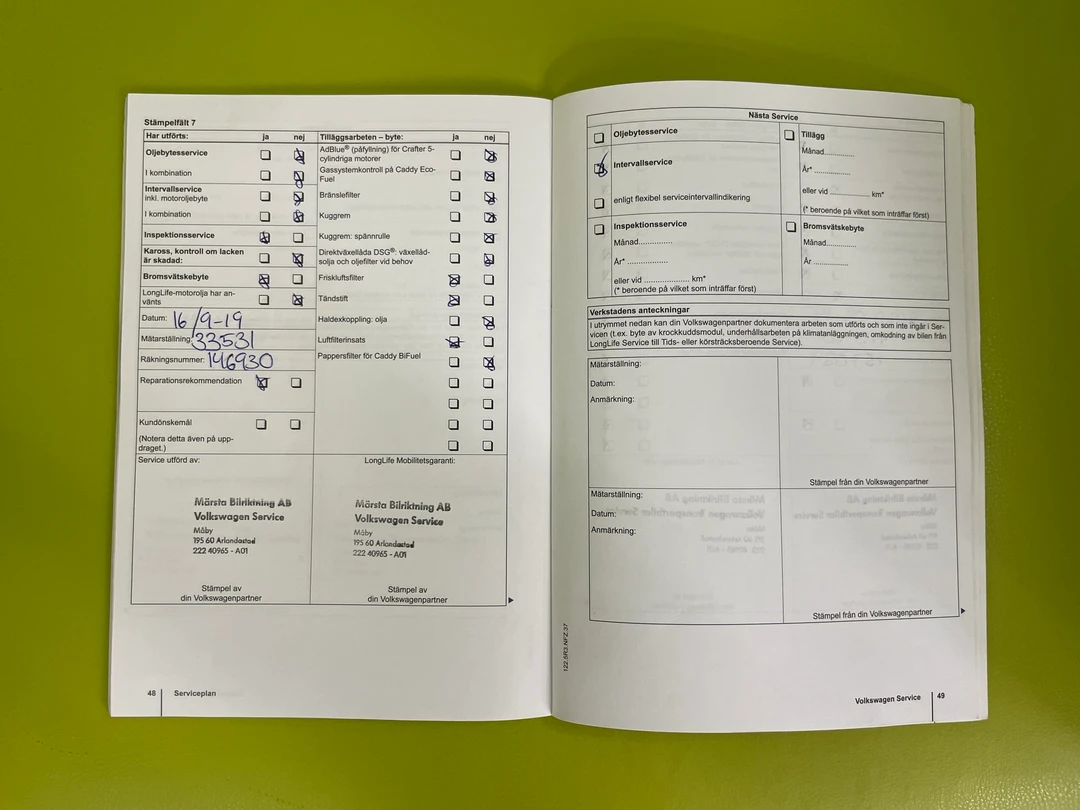 Stämpelfält 7
Har utförts: ja nej
Oljebytesservice
I kombination
Intervallservice
inkl. motoroljebyte
I kombination
Inspektionsservice
Kaross, kontroll om lacken
är skadad:
Bromsvätskebyte
LongLife-motorolja har an-
vänts
Datum: 16/9-19
Mätarställning: 33531
Räkningsnummer: 146930
Reparationsrekommendation
Kundönskemål
(Notera detta även på upp-
draget.)
Tilläggsarbeten – byte: ja nej
AdBlue® (påfyllning) för Crafter 5-
cylindriga motorer
Gassystemkontroll på Caddy Eco-
Fuel
Bränslefilter
Kuggrem
Kuggrem: spännrulle
Direktväxellåda DSG®: växellåd-
solja och oljefilter vid behov
Friskluftsfilter
Tändstift
Haldexkoppling: olja
Luftfilterinsats
Pappersfilter för Caddy BiFuel
Service utförd av:
Märsta Bilriktning AB
Volkswagen Service
Måby
195 60 Arlandastad
222 40965 - A01
Stämpel av
din Volkswagenpartner
LongLife Mobilitetsgaranti:
Märsta Bilriktning AB
Volkswagen Service
Måby
195 60 Arlandastad
222 40965 - A01
Stämpel av
din Volkswagenpartner
48 Serviceplan
Nästa Service
Oljebytesservice
Intervallservice
enligt flexibel serviceintervallindikering
Tillägg
Månad..............
År* ..................
eller vid .................. km*
(* beroende på vilket som inträffar först)
Inspektionsservice
Månad..............
År* ..................
eller vid .................. km*
(* beroende på vilket som inträffar först)
Bromsvätskebyte
Månad..............
År ..................
Verkstadens anteckningar
I utrymmet nedan kan din Volkswagenpartner dokumentera arbeten som utförts och som inte ingår i Ser-
vicen (t.ex. byte av krockkuddsmodul, underhållsarbeten på klimatanläggningen, omkodning av bilen från
LongLife Service till Tids- eller körsträcksberoende Service).
Mätarställning:
Datum:
Anmärkning:
Stämpel från din Volkswagenpartner
Mätarställning:
Datum:
Anmärkning:
Stämpel från din Volkswagenpartner
122.5R3.NFZ.37
Volkswagen Service 49